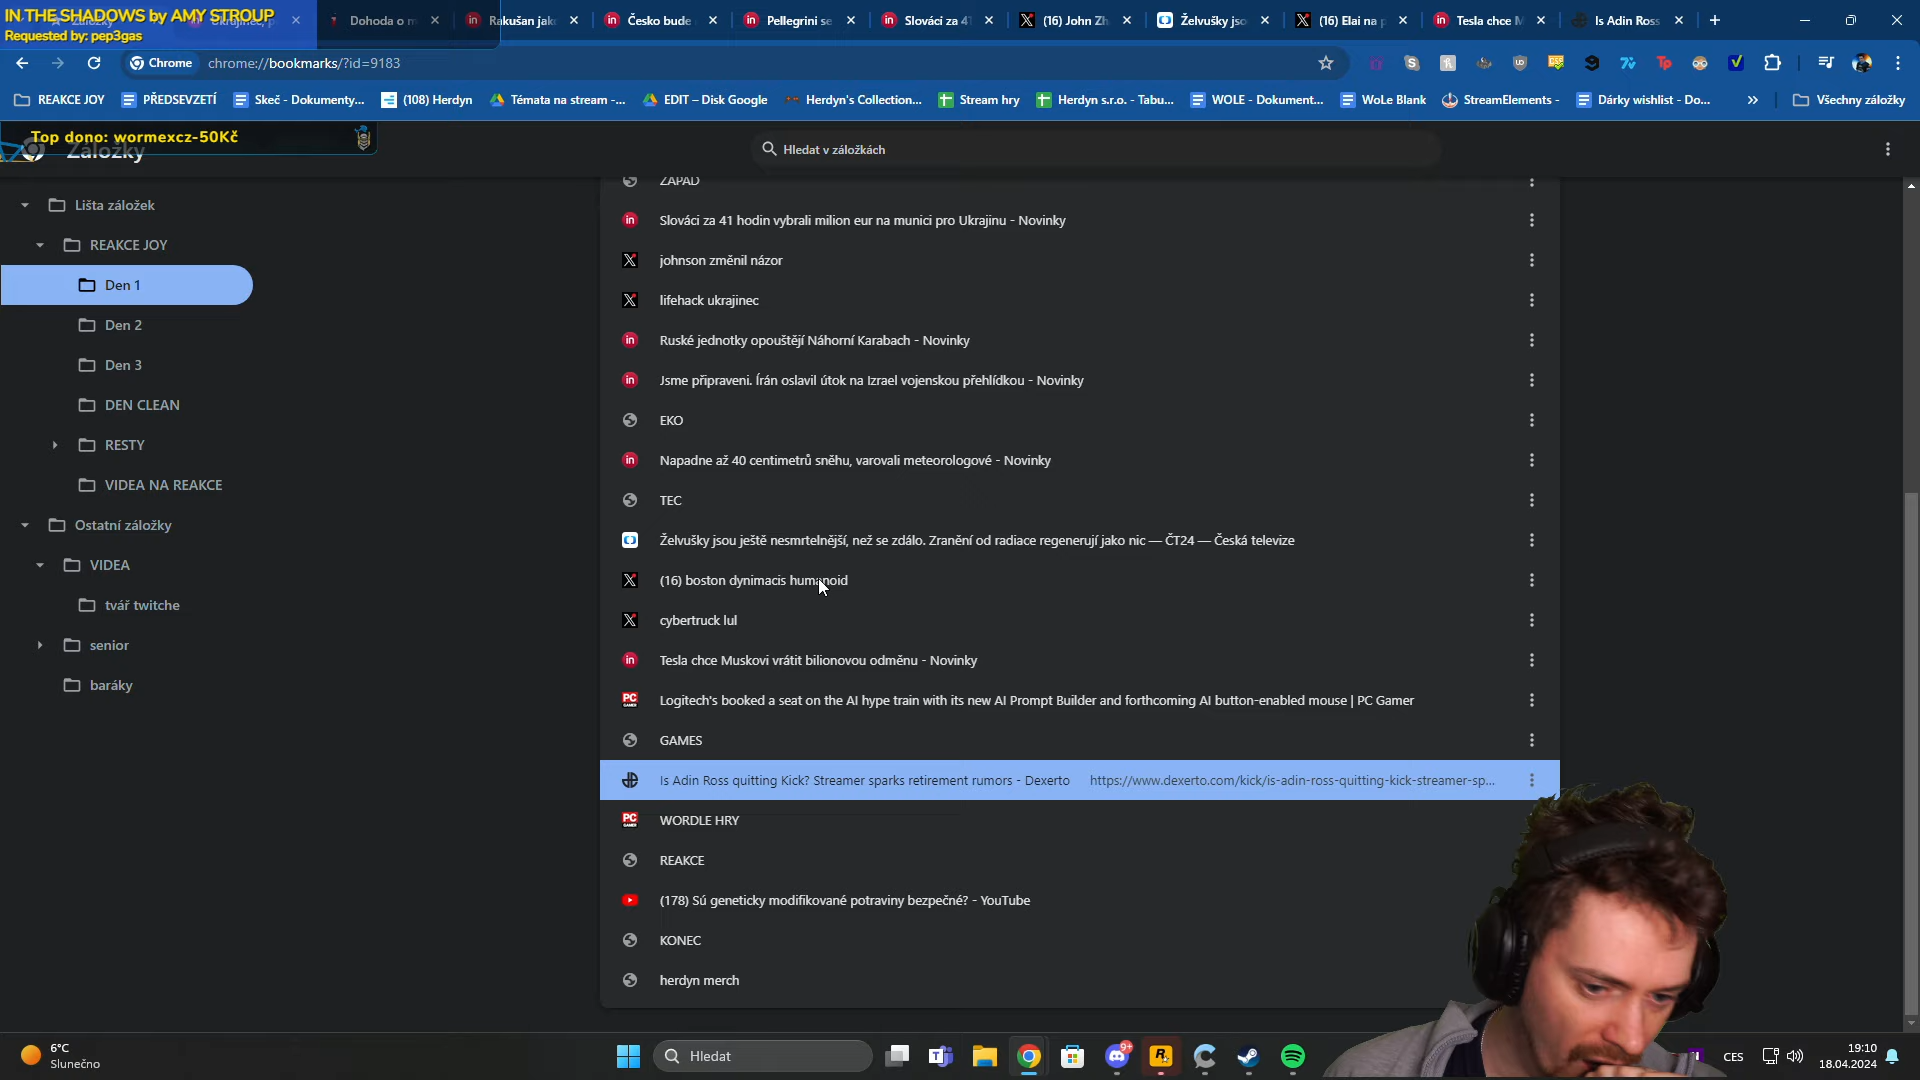 IN THE SHADOWS by AMY STROUP
Requested by: pep3gas
Dohoda o m
Rakušan jak
Česko bude
Pellegrini se
Slováci za 4
(16) John Zh
Želvušky jso
(16) Elai na p
Tesla chce M
Is Adin Ross
Chrome
chrome://bookmarks/?id=9183
REAKCE JOY
PŘEDSEVZETÍ
Skeč - Dokumenty...
(108) Herdyn
Témata na stream -...
EDIT – Disk Google
Herdyn's Collection...
Stream hry
Herdyn s.r.o. - Tabu...
WOLE - Dokument...
WoLe Blank
StreamElements -
Dárky wishlist - Do...
Všechny záložky
Top dono: wormexcz-50Kč
Záložky
Hledat v záložkách
Lišta záložek
REAKCE JOY
Den 1
Den 2
Den 3
DEN CLEAN
RESTY
VIDEA NA REAKCE
Ostatní záložky
VIDEA
tvář twitche
senior
baráky
ZÁPAD
Slováci za 41 hodin vybrali milion eur na munici pro Ukrajinu - Novinky
johnson změnil názor
lifehack ukrajinec
Ruské jednotky opouštějí Náhorní Karabach - Novinky
Jsme připraveni. Írán oslavil útok na Izrael vojenskou přehlídkou - Novinky
EKO
Napadne až 40 centimetrů sněhu, varovali meteorologové - Novinky
TEC
Želvušky jsou ještě nesmrtelnější, než se zdálo. Zranění od radiace regenerují jako nic — ČT24 — Česká televize
(16) boston dynimacis humanoid
cybertruck lul
Tesla chce Muskovi vrátit bilionovou odměnu - Novinky
Logitech's booked a seat on the AI hype train with its new AI Prompt Builder and forthcoming AI button-enabled mouse | PC Gamer
GAMES
Is Adin Ross quitting Kick? Streamer sparks retirement rumors - Dexerto https://www.dexerto.com/kick/is-adin-ross-quitting-kick-streamer-sp...
WORDLE HRY
REAKCE
(178) Sú geneticky modifikované potraviny bezpečné? - YouTube
KONEC
herdyn merch
6°C
Slunečno
Hledat
9+
CES
19:10
18.04.2024